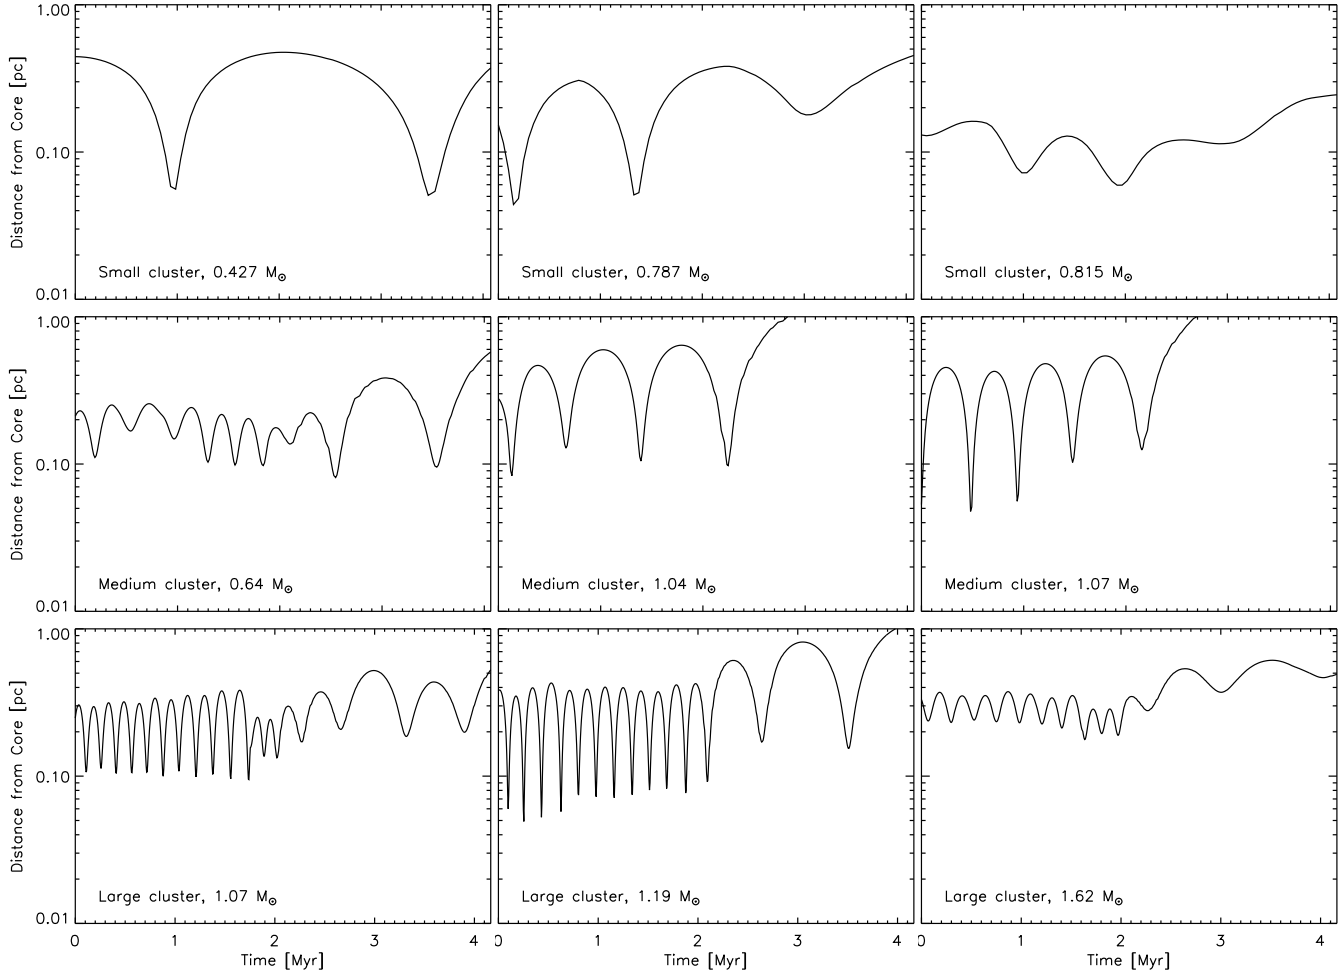 1.00
0.10
0.01
Distance from Core [pc]
Small cluster, 0.427 M⊙
Small cluster, 0.787 M⊙
Small cluster, 0.815 M⊙
1.00
0.10
0.01
Distance from Core [pc]
Medium cluster, 0.64 M⊙
Medium cluster, 1.04 M⊙
Medium cluster, 1.07 M⊙
1.00
0.10
0.01
Distance from Core [pc]
Large cluster, 1.07 M⊙
Large cluster, 1.19 M⊙
Large cluster, 1.62 M⊙
0 1 2 3 4
0 1 2 3 4
0 1 2 3 4
Time [Myr]
Time [Myr]
Time [Myr]